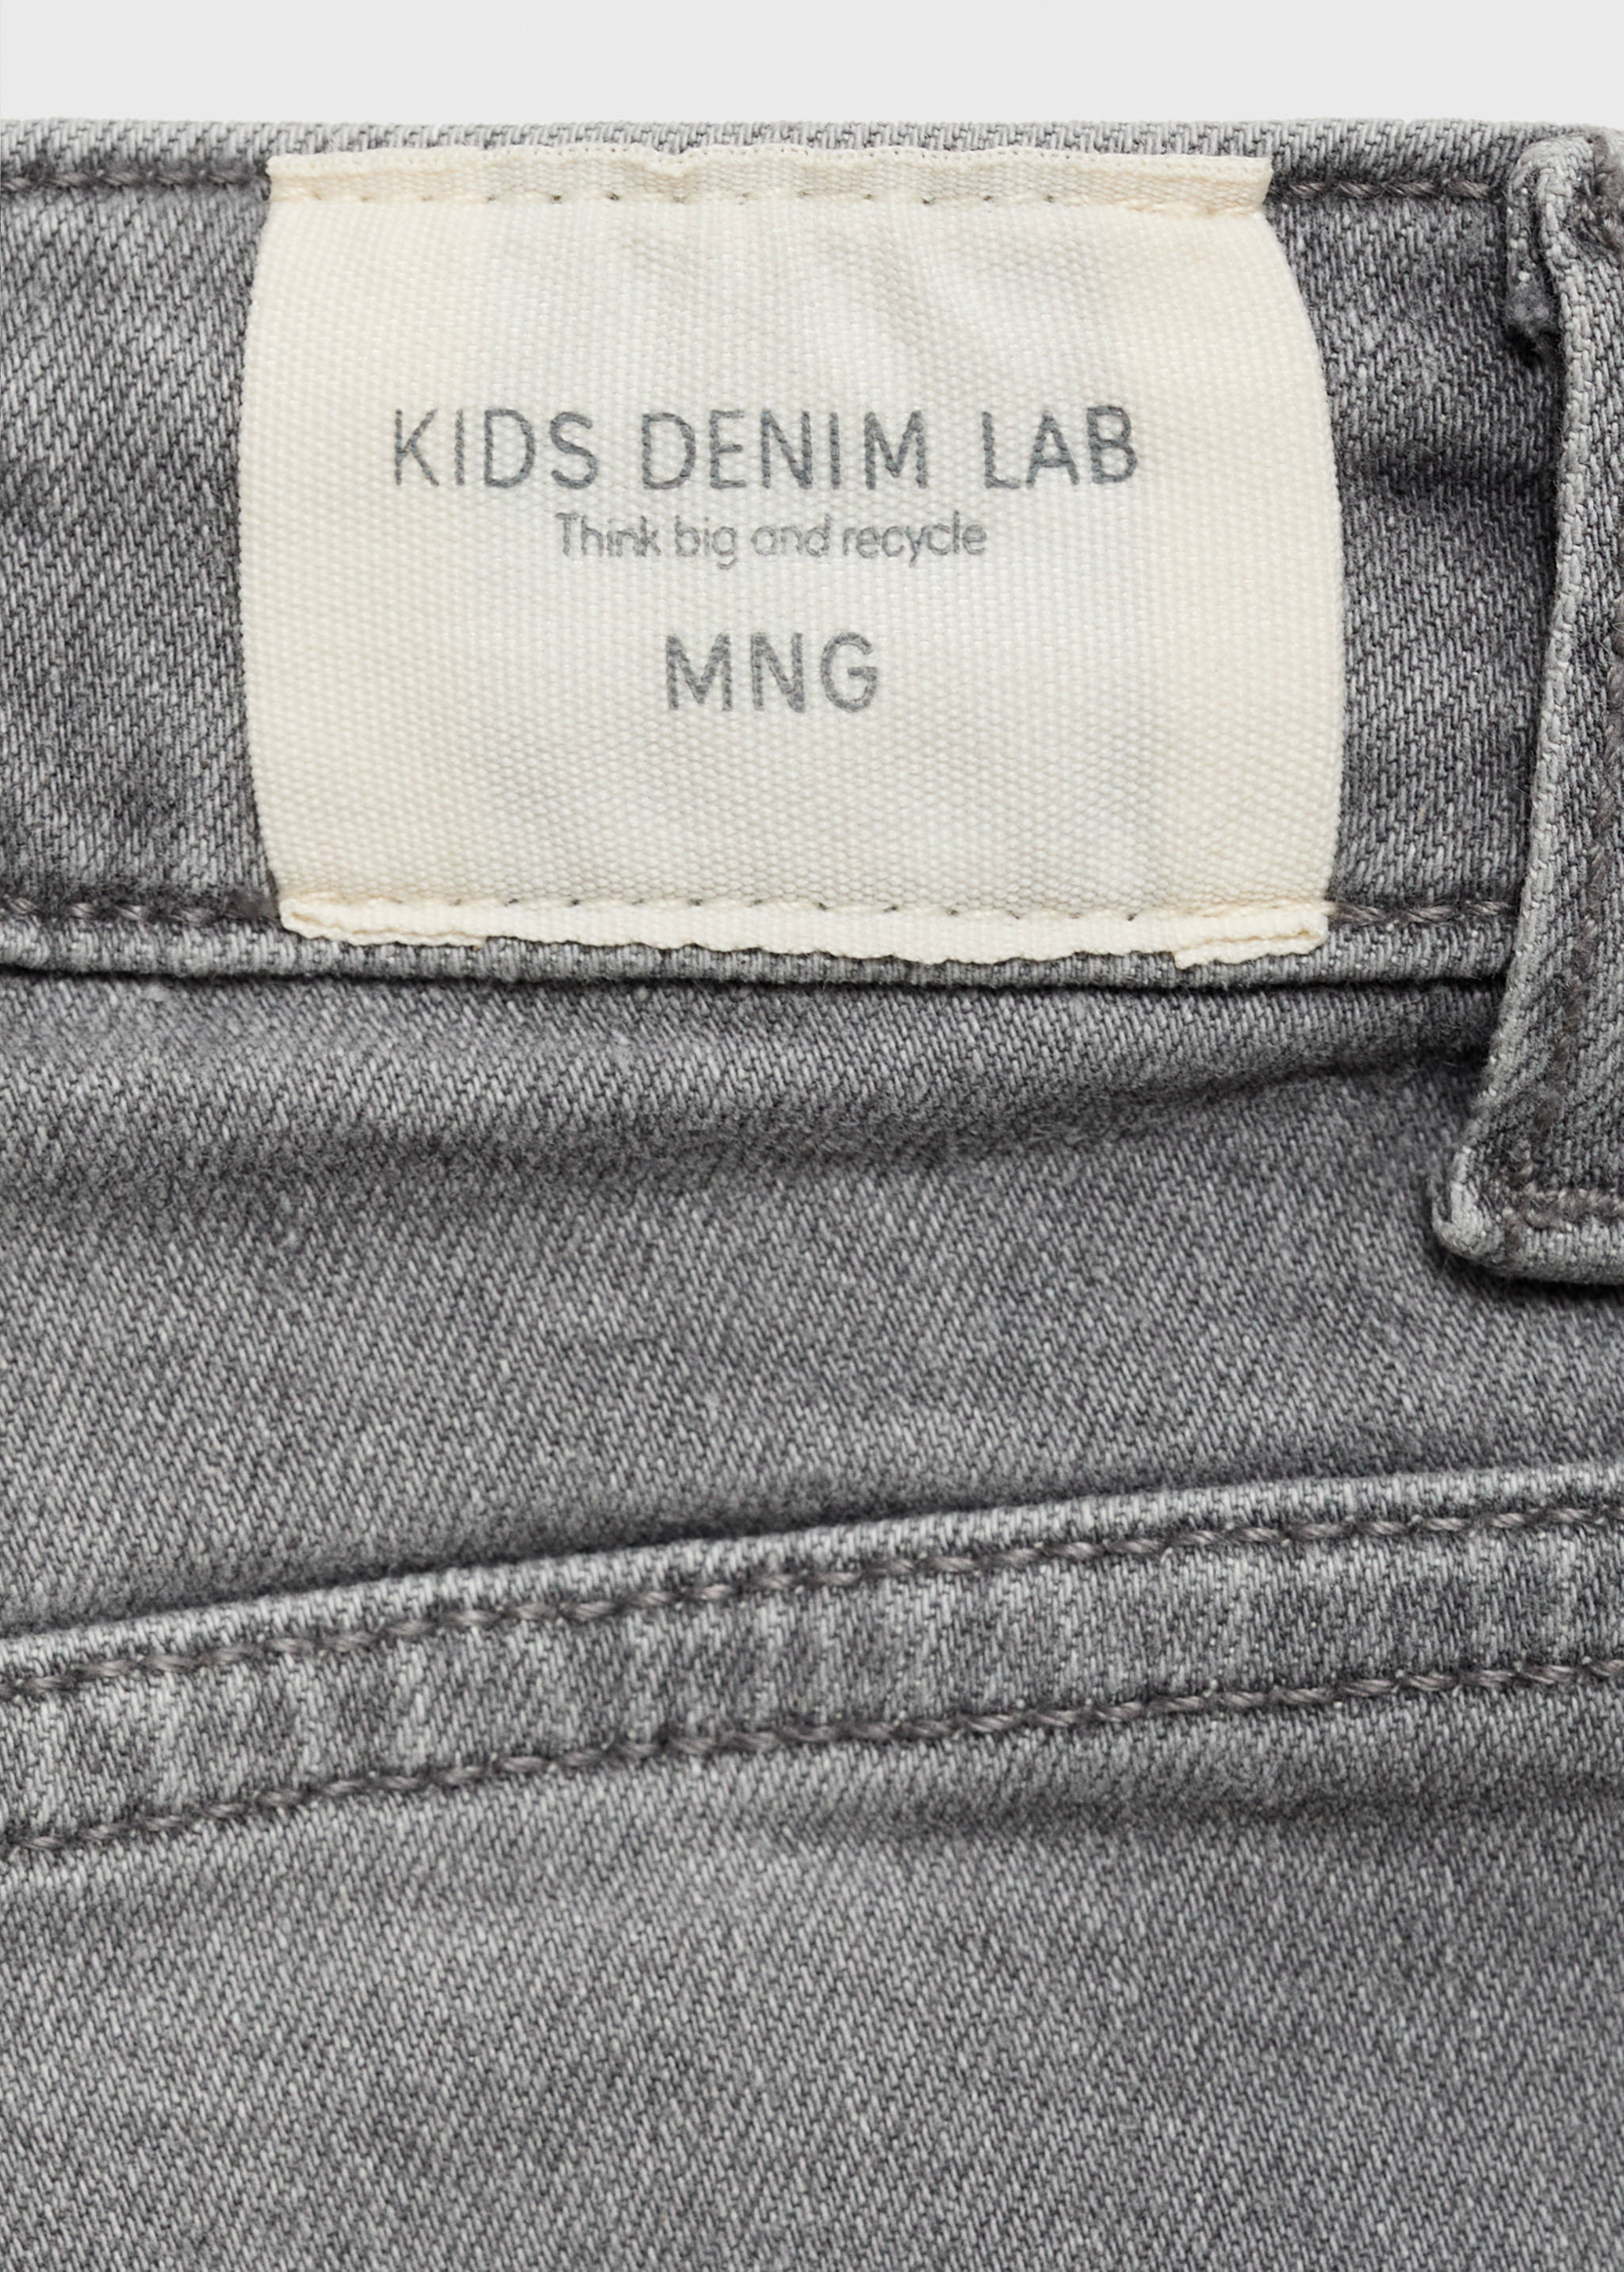 KIDS DENIM LAB
Think big and recycle
MNG